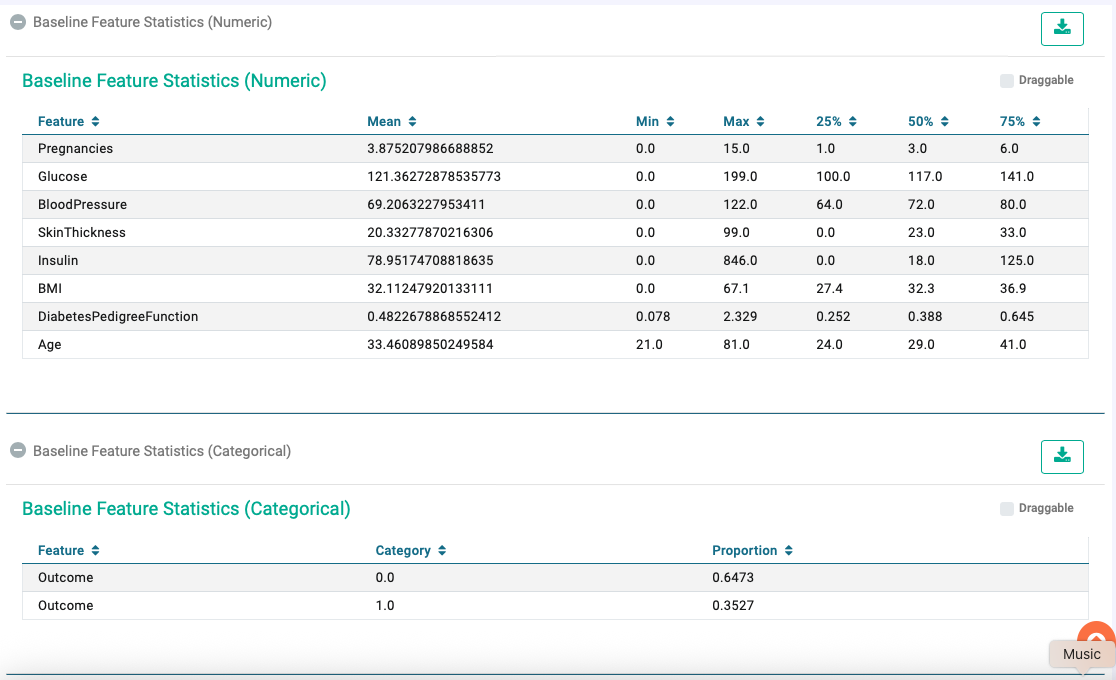 Baseline Feature Statistics (Numeric)
Baseline Feature Statistics (Numeric)
Draggable
Feature Mean Min Max 25% 50% 75%
Pregnancies 3.875207986688852 0.0 15.0 1.0 3.0 6.0
Glucose 121.36272878535773 0.0 199.0 100.0 117.0 141.0
BloodPressure 69.2063227953411 0.0 122.0 64.0 72.0 80.0
SkinThickness 20.33277870216306 0.0 99.0 0.0 23.0 33.0
Insulin 78.95174708818635 0.0 846.0 0.0 18.0 125.0
BMI 32.11247920133111 0.0 67.1 27.4 32.3 36.9
DiabetesPedigreeFunction 0.4822678868552412 0.078 2.329 0.252 0.388 0.645
Age 33.46089850249584 21.0 81.0 24.0 29.0 41.0
Baseline Feature Statistics (Categorical)
Baseline Feature Statistics (Categorical)
Draggable
Feature Category Proportion
Outcome 0.0 0.6473
Outcome 1.0 0.3527
Music